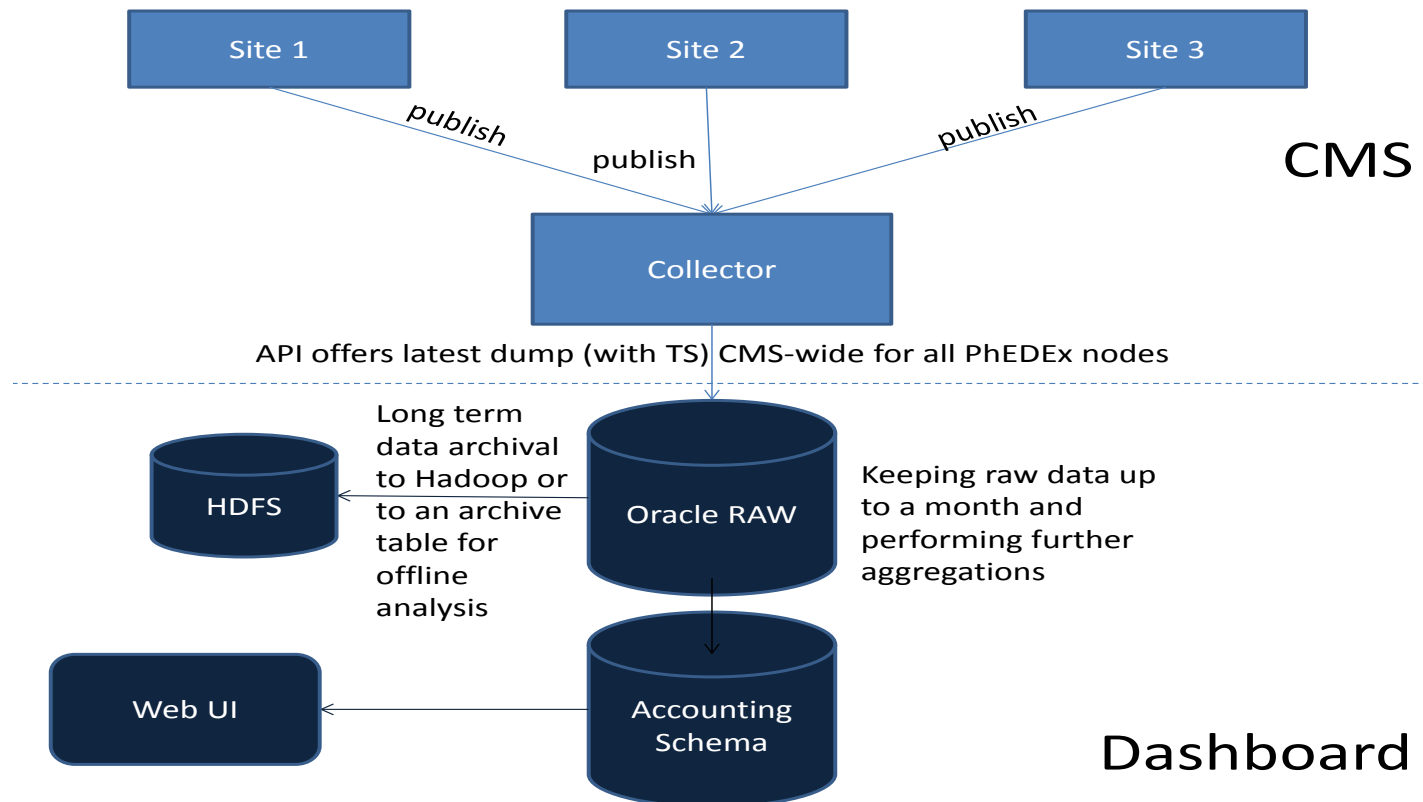 Site 1
Site 2
Site 3
publish
publish
publish
CMS
Collector
API offers latest dump (with TS) CMS-wide for all PhEDEx nodes
Long term
data archival
to Hadoop or
to an archive
table for
offline
analysis
HDFS
Oracle RAW
Keeping raw data up
to a month and
performing further
aggregations
Web UI
Accounting
Schema
Dashboard